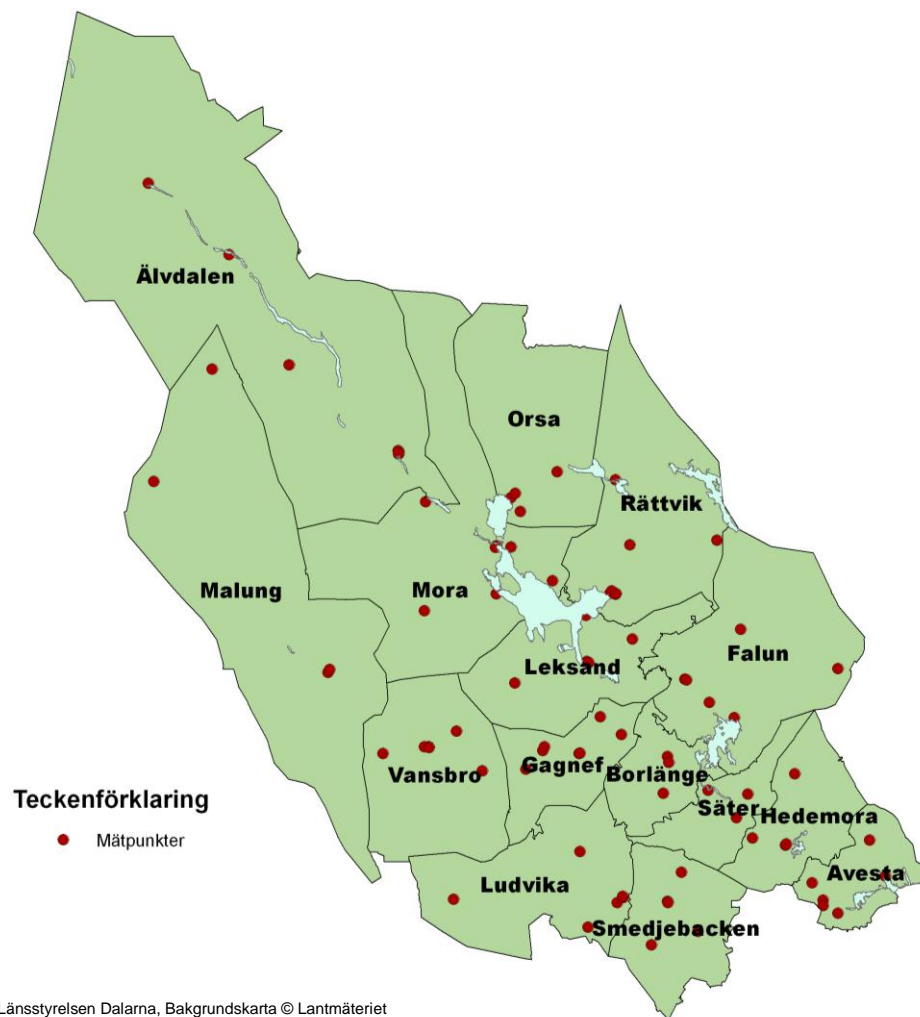 Älvdalen
Orsa
Rättvik
Malung
Mora
Leksand
Falun
Vansbro
Gagnef
Borlänge
Säter
Hedemora
Avesta
Ludvika
Smedjebacken
Teckenförklaring
Mätpunkter
Länsstyrelsen Dalarna, Bakgrundskarta © Lantmäteriet